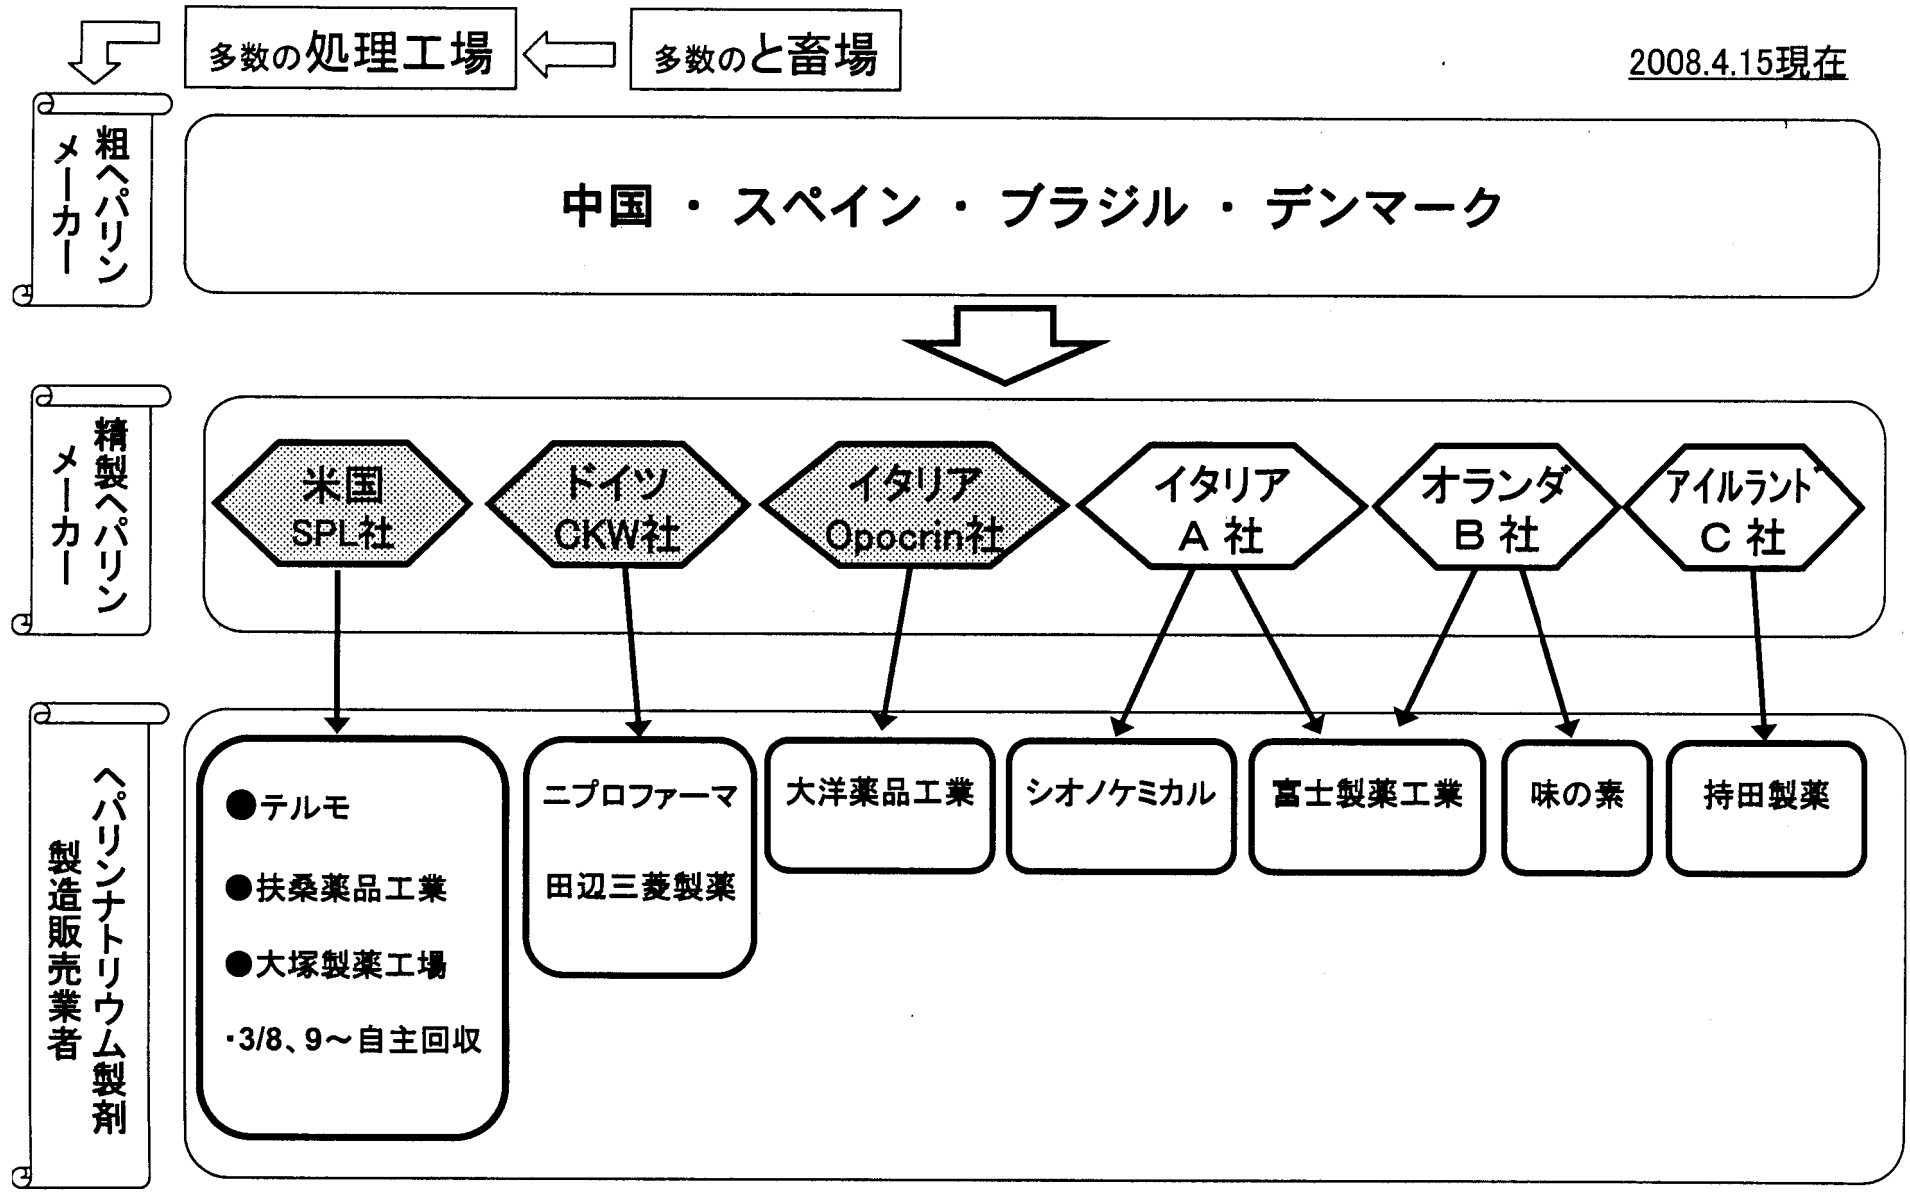 多数の処理工場
多数のと畜場
2008.4.15現在
粗ヘパリン
メーカー
中国 ・ スペイン ・ ブラジル ・ デンマーク
精製ヘパリン
メーカー
米国
SPL社
ドイツ
CKW社
イタリア
Opocrin社
イタリア
A 社
オランダ
B 社
アイルランド
C 社
ヘパリンナトリウム製剤
製造販売業者
●テルモ
●扶桑薬品工業
●大塚製薬工場
・3/8、9~自主回収
ニプロファーマ
田辺三菱製薬
大洋薬品工業
シオノケミカル
富士製薬工業
味の素
持田製薬